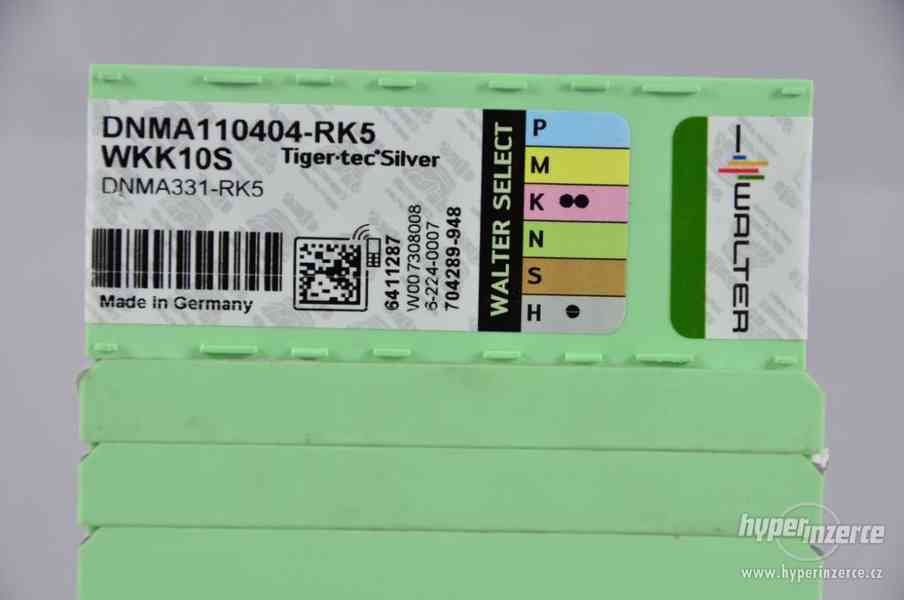 DNMA110404-RK5
WKK10S Tiger·tec®Silver
DNMA331-RK5
Made in Germany
6411287
W007308008
6-224-0007
704289-948
WALTER SELECT
P
M
K
N
S
H
WALTER
hyperinzerce
www.hyperinzerce.cz